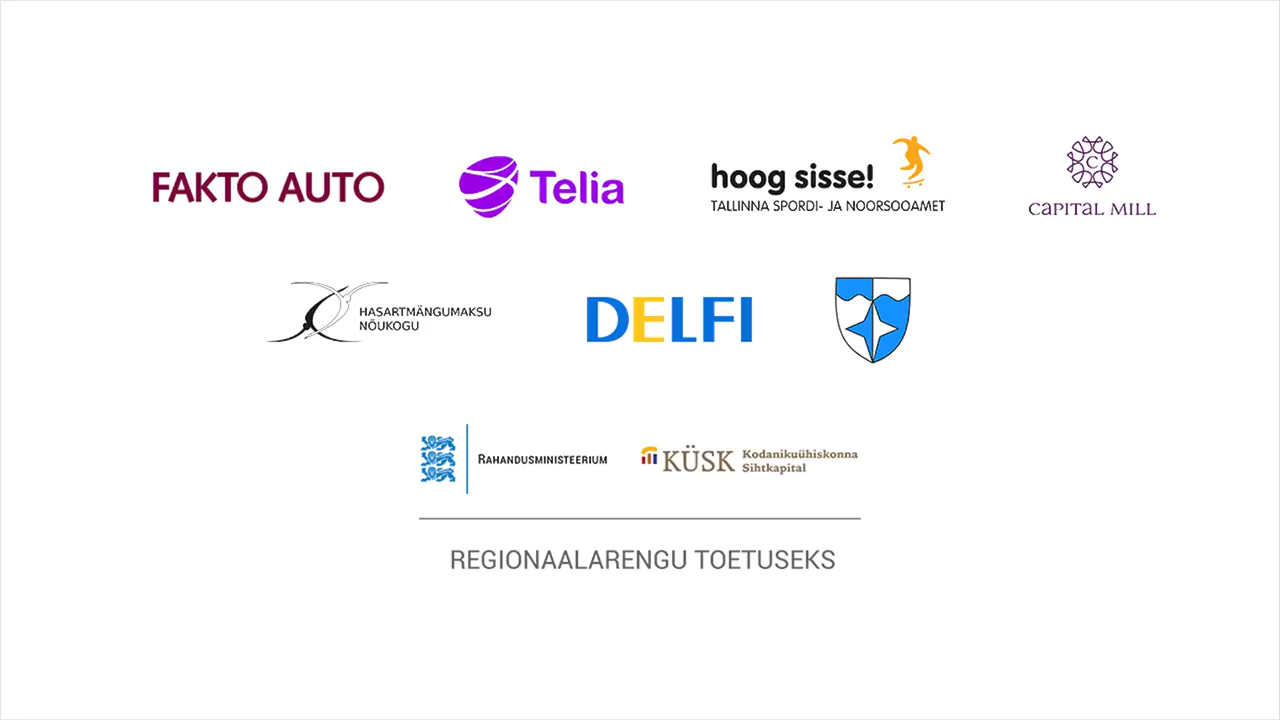 FAKTO AUTO
Telia
hoog sisse!
TALLINNA SPORDI- JA NOORSOOAMET
C
CAPITAL MILL
HASARTMÄNGUMAKSU
NÕUKOGU
DELFI
RAHANDUSMINISTEERIUM
KÜSK
Kodanikuühiskonna
Sihtkapital
REGIONAALARENGU TOETUSEKS